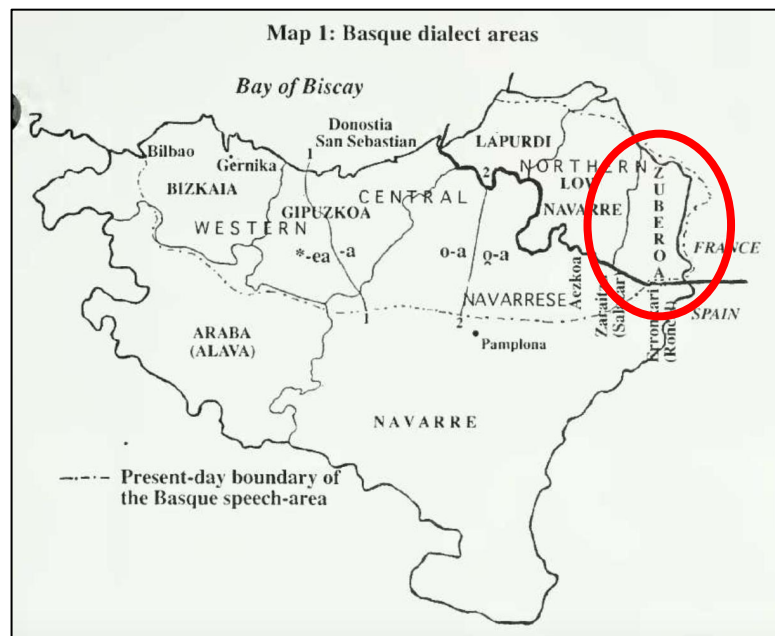 Map 1: Basque dialect areas
Bay of Biscay
Donostia
San Sebastian
Bilbao
Gernika
1
LAPURDI
2
NORTHERN
LOW
NAVARRE
ZUBEROA
BIZKAIA
GIPUZKOA
CENTRAL
WESTERN
*-ea
-a
o-a
o̯-a
FRANCE
Aezkoa
Zaraitzu
(Salazar)
Erronkari
(Roncal)
SPAIN
NAVARRESE
1
2
Pamplona
ARABA
(ALAVA)
NAVARRE
Present-day boundary of
the Basque speech-area